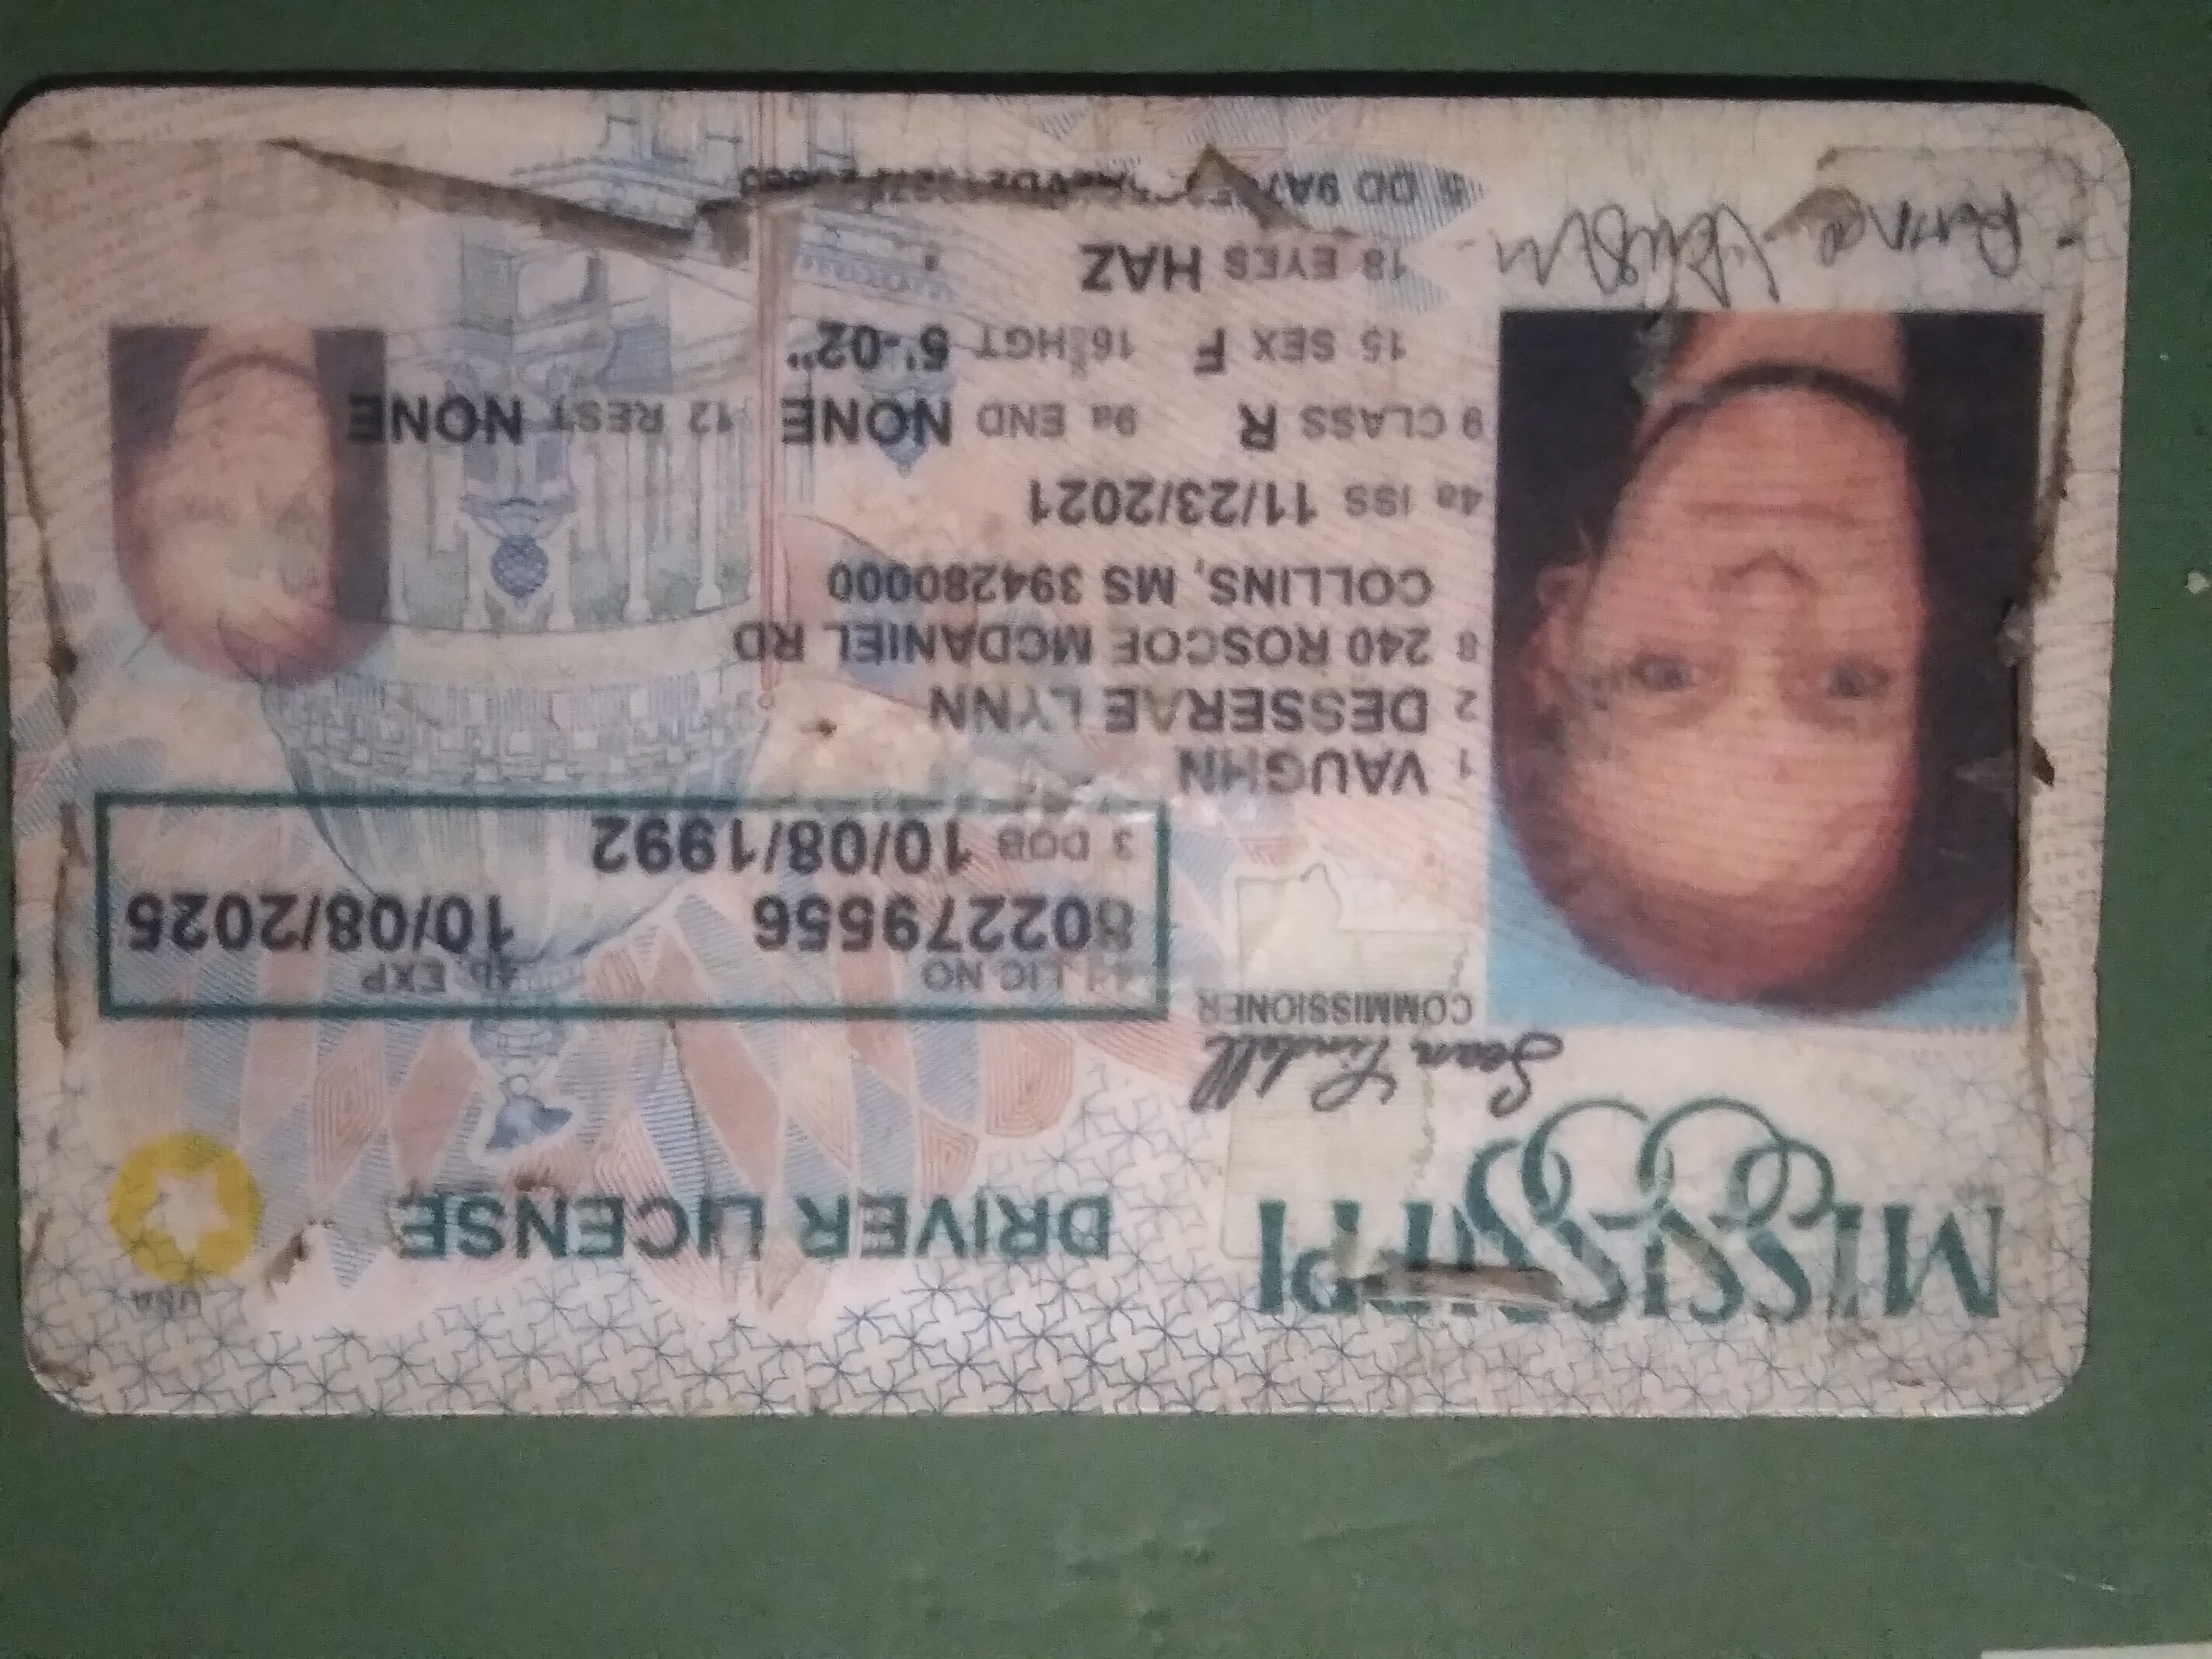 MISSISSIPPI
DRIVER LICENSE
USA
Sean Tindell
COMMISSIONER
4d LIC NO 4b EXP
802279556 10/08/2025
3 DOB 10/08/1992
1 VAUGHN
2 DESSERAE LYNN
8 240 ROSCOE MCDANIEL RD
COLLINS, MS 394280000
4a ISS 11/23/2021
9 CLASS R 9a END NONE 12 REST NONE
15 SEX F 16 HGT 5'-02"
18 EYES HAZ
5 DD